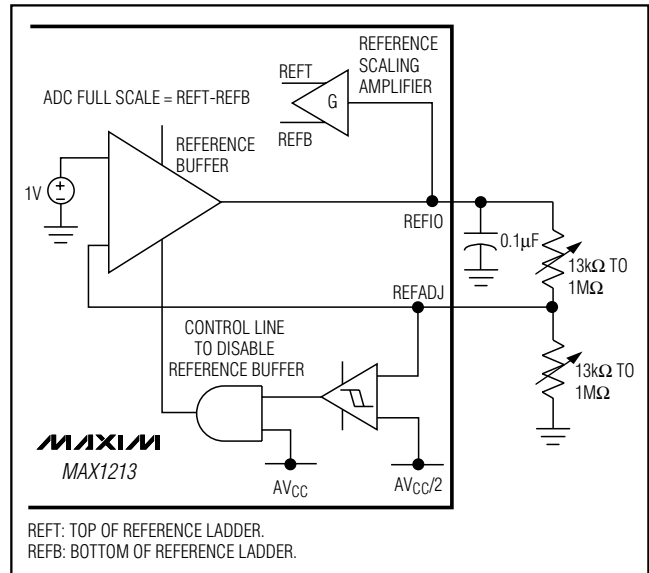 REFERENCE
SCALING
AMPLIFIER
REFT
G
REFB
ADC FULL SCALE = REFT-REFB
REFERENCE
BUFFER
1V
REFIO
0.1µF
13kΩ TO
1MΩ
REFADJ
CONTROL LINE
TO DISABLE
REFERENCE BUFFER
13kΩ TO
1MΩ
MAXIM
MAX1213
AVCC
AVCC/2
REFT: TOP OF REFERENCE LADDER.
REFB: BOTTOM OF REFERENCE LADDER.